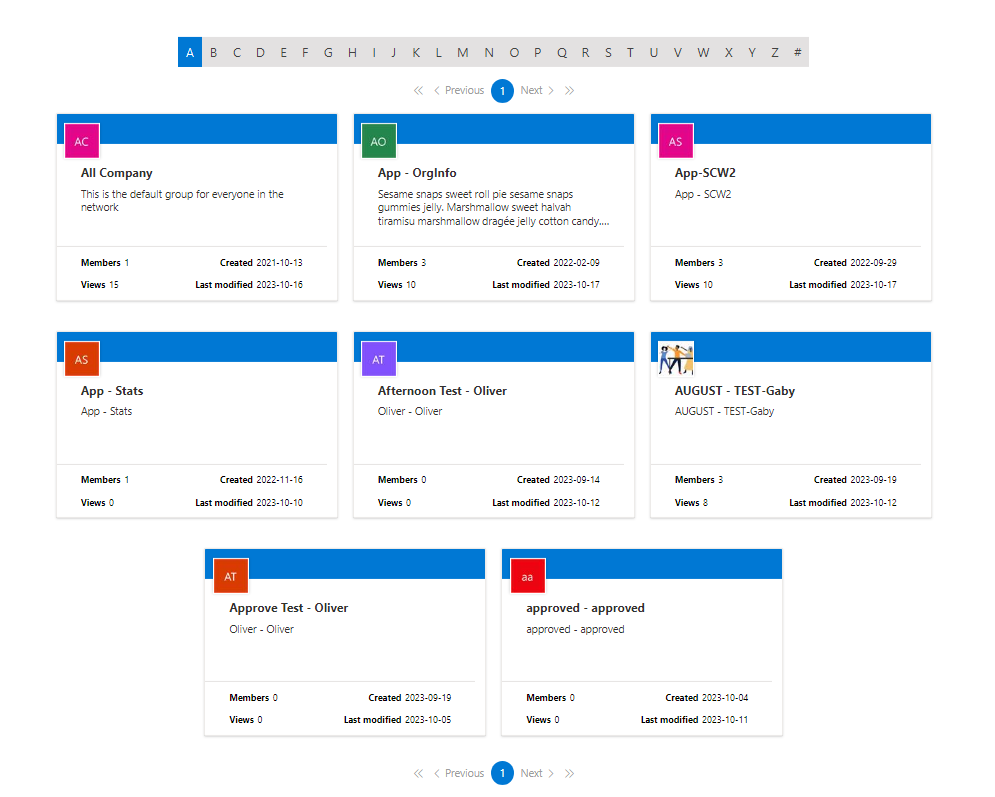 A B C D E F G H I J K L M N O P Q R S T U V W X Y Z #
Previous 1 Next
AC
All Company
This is the default group for everyone in the
network
Members 1 Created 2021-10-13
Views 15 Last modified 2023-10-16
AO
App - OrgInfo
Sesame snaps sweet roll pie sesame snaps
gummies jelly. Marshmallow sweet halvah
tiramisu marshmallow dragée jelly cotton candy....
Members 3 Created 2022-02-09
Views 10 Last modified 2023-10-17
AS
App-SCW2
App - SCW2
Members 3 Created 2022-09-29
Views 10 Last modified 2023-10-17
AS
App - Stats
App - Stats
Members 1 Created 2022-11-16
Views 0 Last modified 2023-10-10
AT
Afternoon Test - Oliver
Oliver - Oliver
Members 0 Created 2023-09-14
Views 0 Last modified 2023-10-12
AUGUST - TEST-Gaby
AUGUST - TEST-Gaby
Members 3 Created 2023-09-19
Views 8 Last modified 2023-10-12
AT
Approve Test - Oliver
Oliver - Oliver
Members 0 Created 2023-09-19
Views 0 Last modified 2023-10-05
aa
approved - approved
approved - approved
Members 0 Created 2023-10-04
Views 0 Last modified 2023-10-11
Previous 1 Next